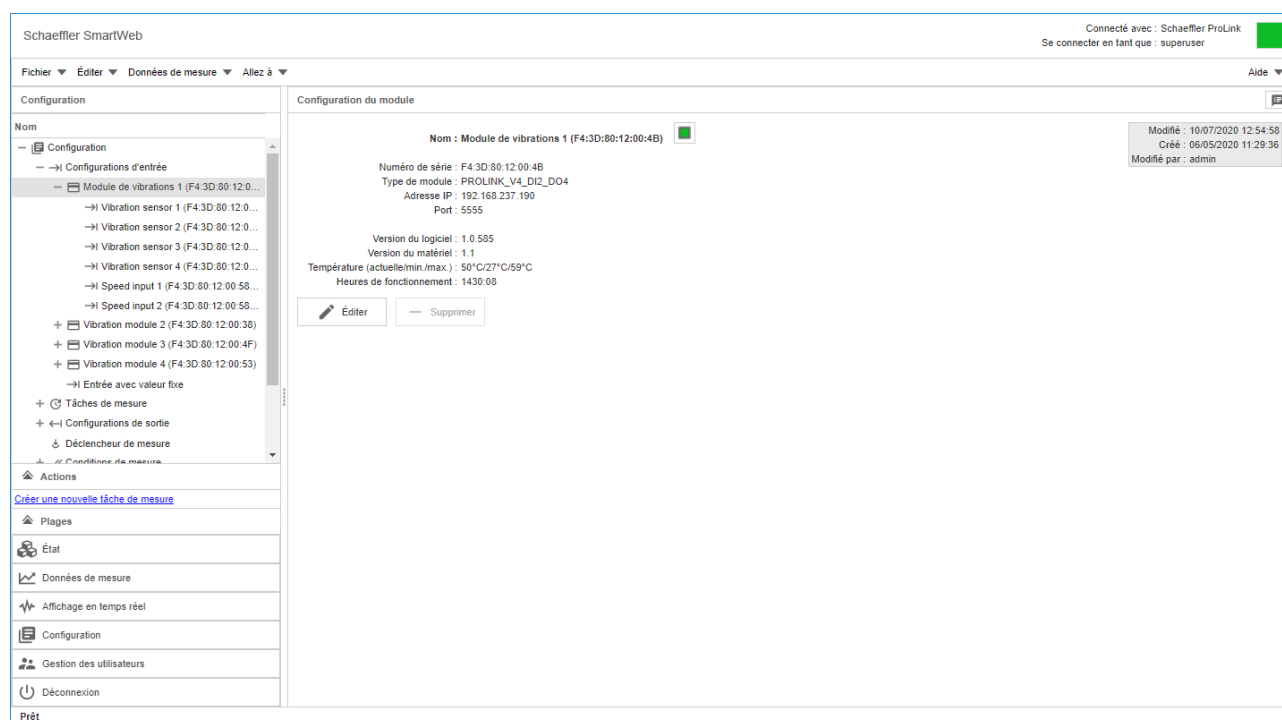 Schaeffler SmartWeb
Connecté avec : Schaeffler ProLink
Se connecter en tant que : superuser
Fichier Éditer Données de mesure Allez à Aide
Configuration
Nom
Configuration
Configurations d'entrée
Module de vibrations 1 (F4:3D:80:12:0...
Vibration sensor 1 (F4:3D:80:12:0...
Vibration sensor 2 (F4:3D:80:12:0...
Vibration sensor 3 (F4:3D:80:12:0...
Vibration sensor 4 (F4:3D:80:12:0...
Speed input 1 (F4:3D:80:12:00:58...
Speed input 2 (F4:3D:80:12:00:58...
Vibration module 2 (F4:3D:80:12:00:38)
Vibration module 3 (F4:3D:80:12:00:4F)
Vibration module 4 (F4:3D:80:12:00:53)
Entrée avec valeur fixe
Tâches de mesure
Configurations de sortie
Déclencheur de mesure
Conditions de mesure
Actions
Créer une nouvelle tâche de mesure
Plages
État
Données de mesure
Affichage en temps réel
Configuration
Gestion des utilisateurs
Déconnexion
Prêt
Configuration du module
Nom : Module de vibrations 1 (F4:3D:80:12:00:4B)
Numéro de série : F4:3D:80:12:00:4B
Type de module : PROLINK_V4_DI2_DO4
Adresse IP : 192.168.237.190
Port : 5555
Version du logiciel : 1.0.585
Version du matériel : 1.1
Température (actuelle/min./max.) : 50°C/27°C/59°C
Heures de fonctionnement : 1430:08
Éditer Supprimer
Modifié : 10/07/2020 12:54:58
Créé : 06/05/2020 11:29:36
Modifié par : admin